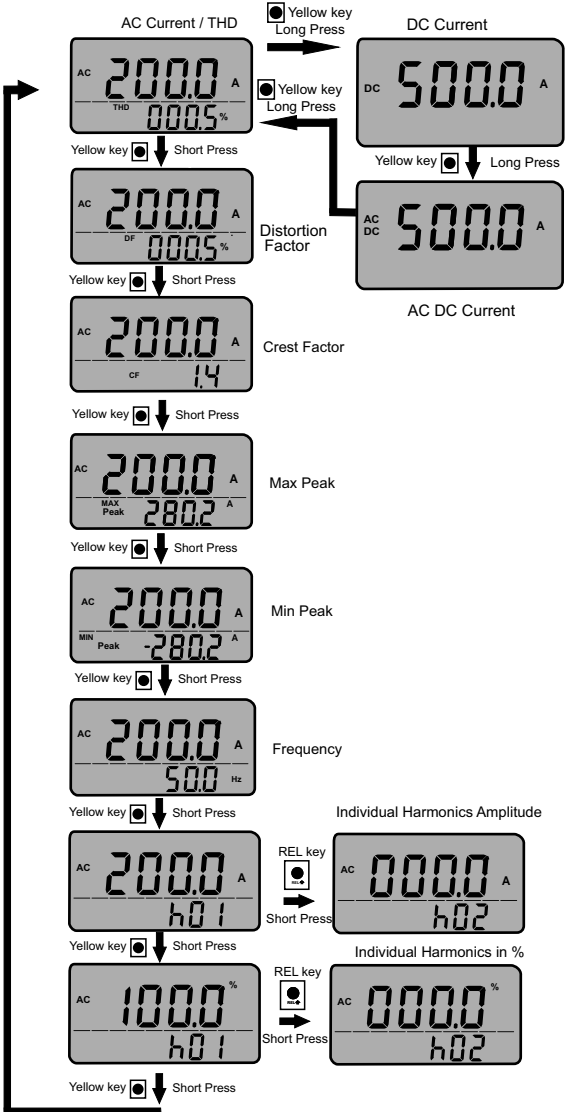 AC Current / THD
Yellow key
Long Press
DC Current
AC 200.0 A
THD 000.5 %
Yellow key
Long Press
DC 500.0 A
Yellow key Short Press
Yellow key Long Press
AC 200.0 A
DF 000.5 %
Distortion
Factor
AC
DC 500.0 A
AC DC Current
Yellow key Short Press
AC 200.0 A
CF 1.4
Crest Factor
Yellow key Short Press
AC 200.0 A
MAX
Peak 280.2 A
Max Peak
Yellow key Short Press
AC 200.0 A
MIN Peak -280.2 A
Min Peak
Yellow key Short Press
AC 200.0 A
50.0 Hz
Frequency
Yellow key Short Press
Individual Harmonics Amplitude
AC 200.0 A
h01
REL key
REL
Short Press
AC 000.0 A
h02
Yellow key Short Press
Individual Harmonics in %
AC 100.0 %
h01
REL key
REL
Short Press
AC 000.0 %
h02
Yellow key Short Press